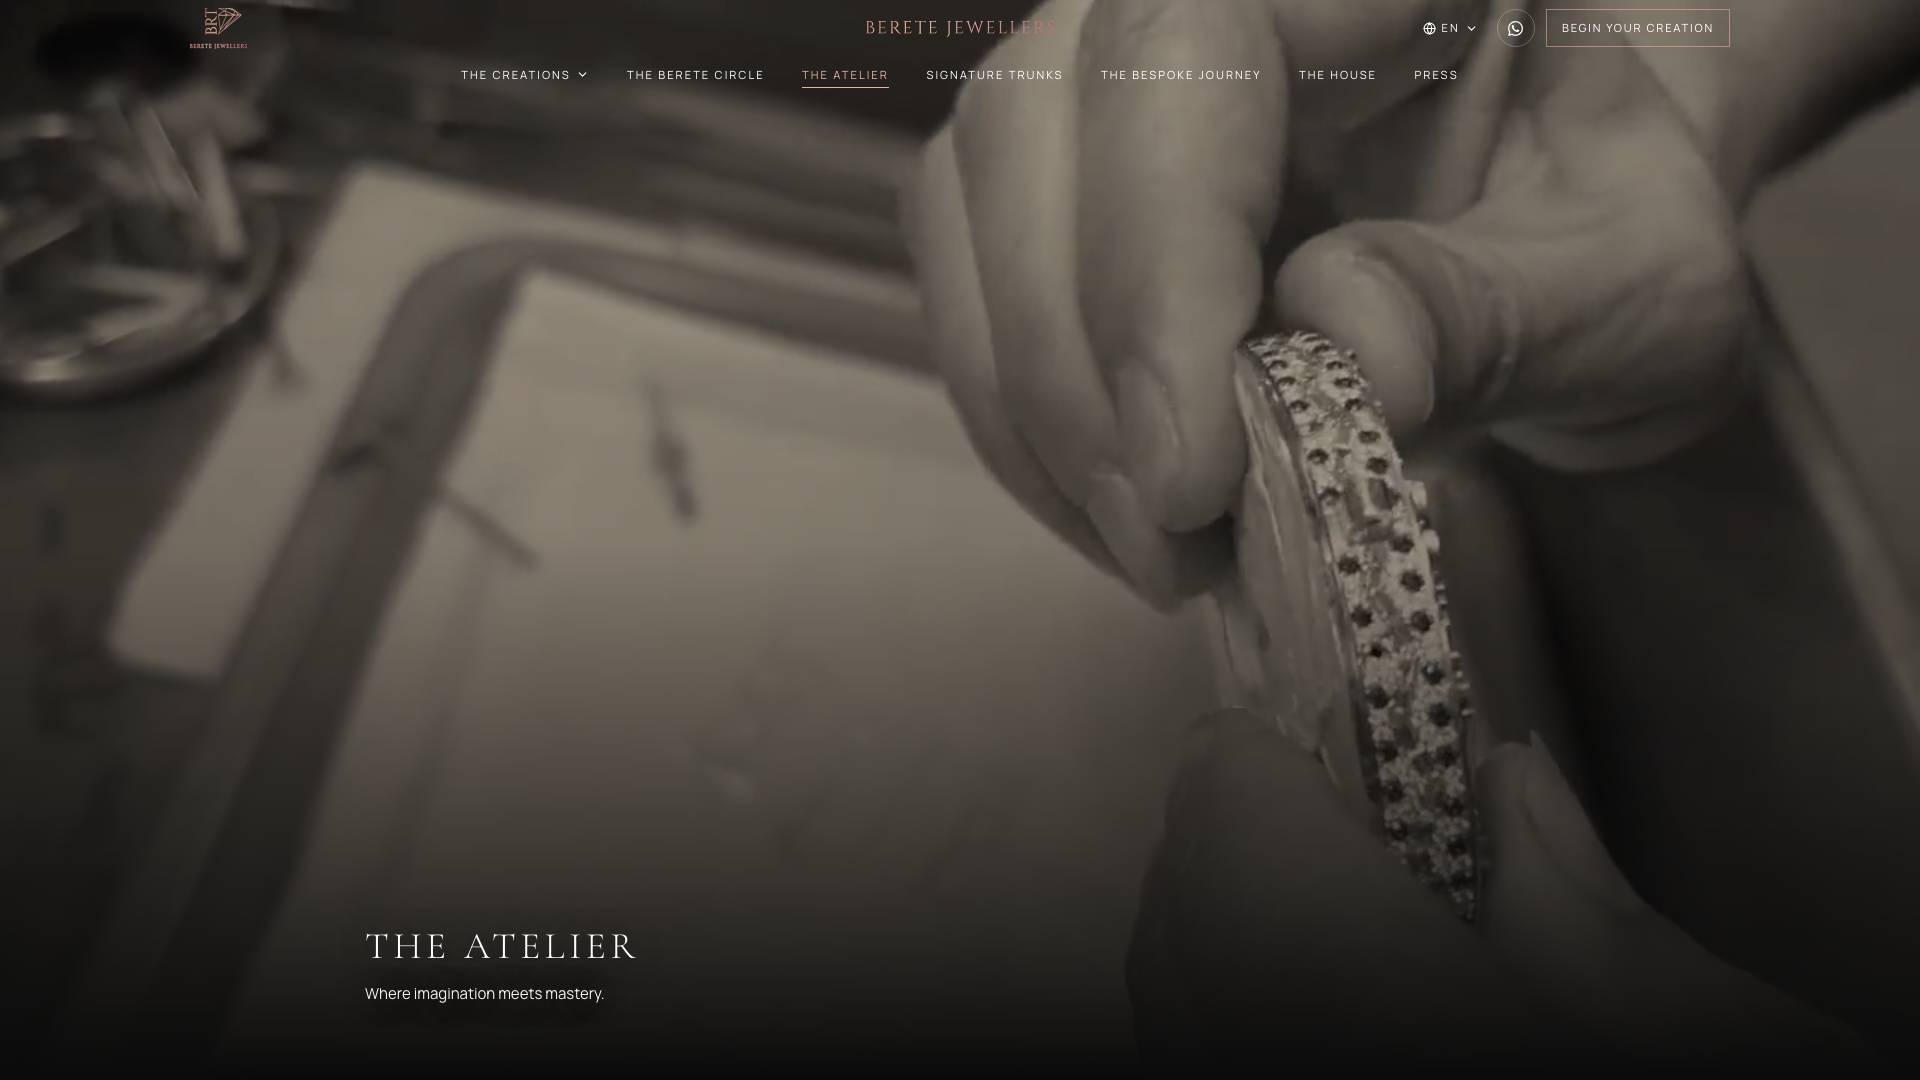 BRT
BERETE JEWELLERS
BERETE JEWELLERS
EN
BEGIN YOUR CREATION
THE CREATIONS
THE BERETE CIRCLE
THE ATELIER
SIGNATURE TRUNKS
THE BESPOKE JOURNEY
THE HOUSE
PRESS
THE ATELIER
Where imagination meets mastery.